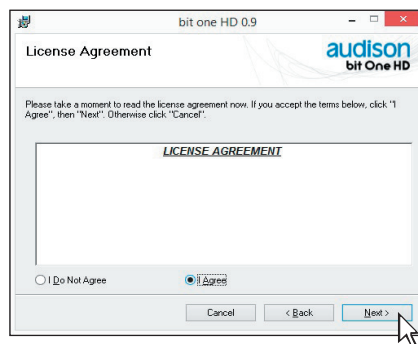 bit one HD 0.9
License Agreement
audison
bit One HD
Please take a moment to read the license agreement now. If you accept the terms below, click "I
Agree", then "Next". Otherwise click "Cancel".
LICENSE AGREEMENT
I Do Not Agree
I Agree
Cancel
< Back
Next >